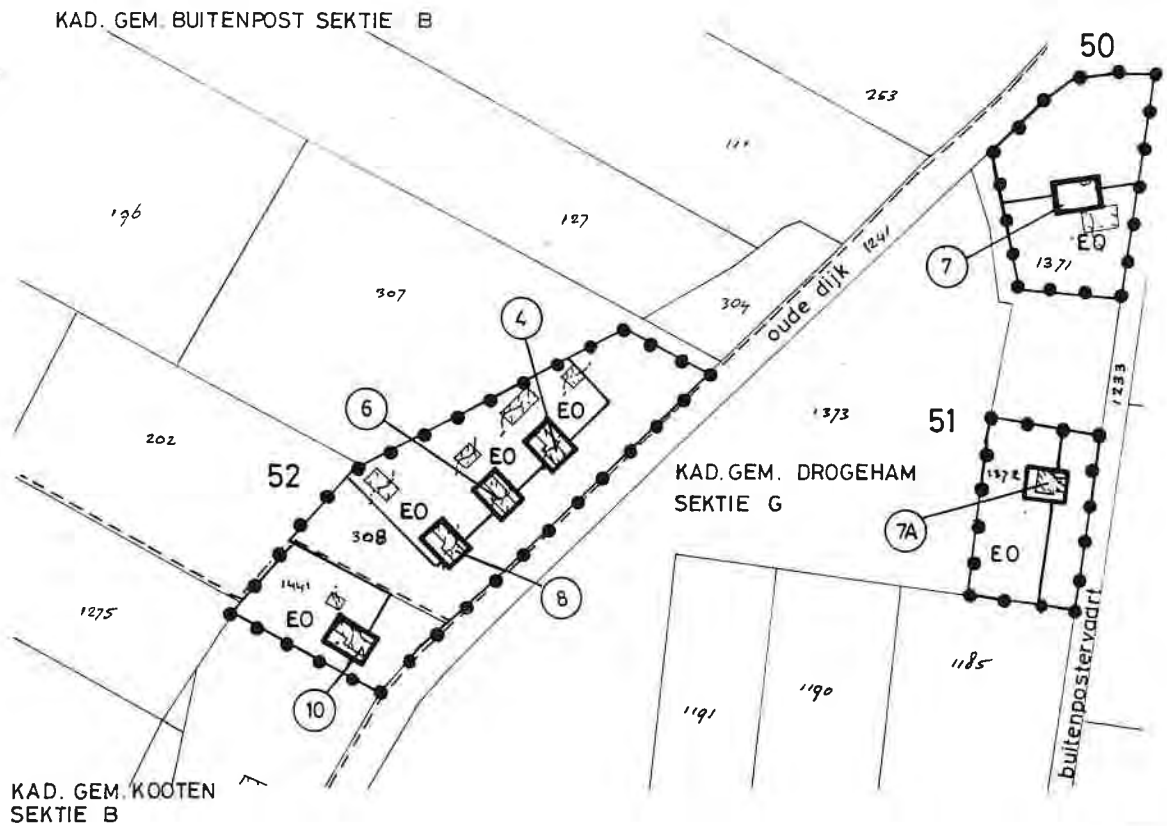 KAD. GEM. BUITENPOST SEKTIE B
50
253
127
196
307
304
oude dijk 1241
7
EO
1371
4
6
EO
1233
202
52
EO
1373
51
KAD. GEM. DROGEHAM
SEKTIE G
1372
7A
EO
308
EO
8
1441
EO
1275
10
1185
1190
1191
buitenpostervaart
KAD. GEM. KOOTEN
SEKTIE B